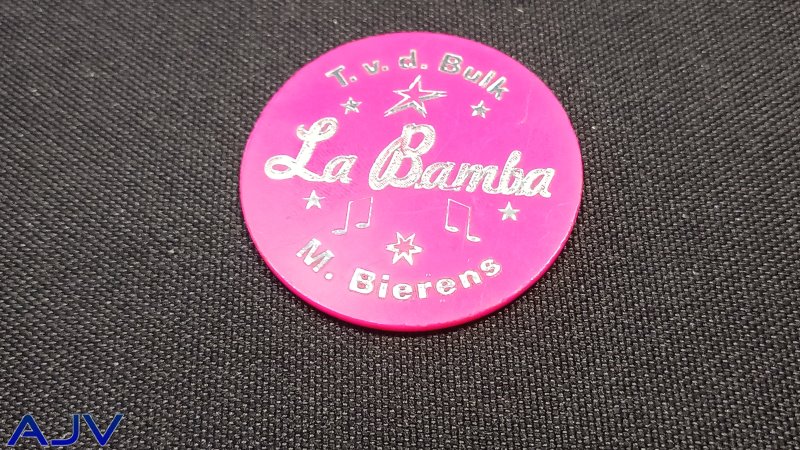 T. v. d. Bulk
La Bamba
M. Bierens
AJV